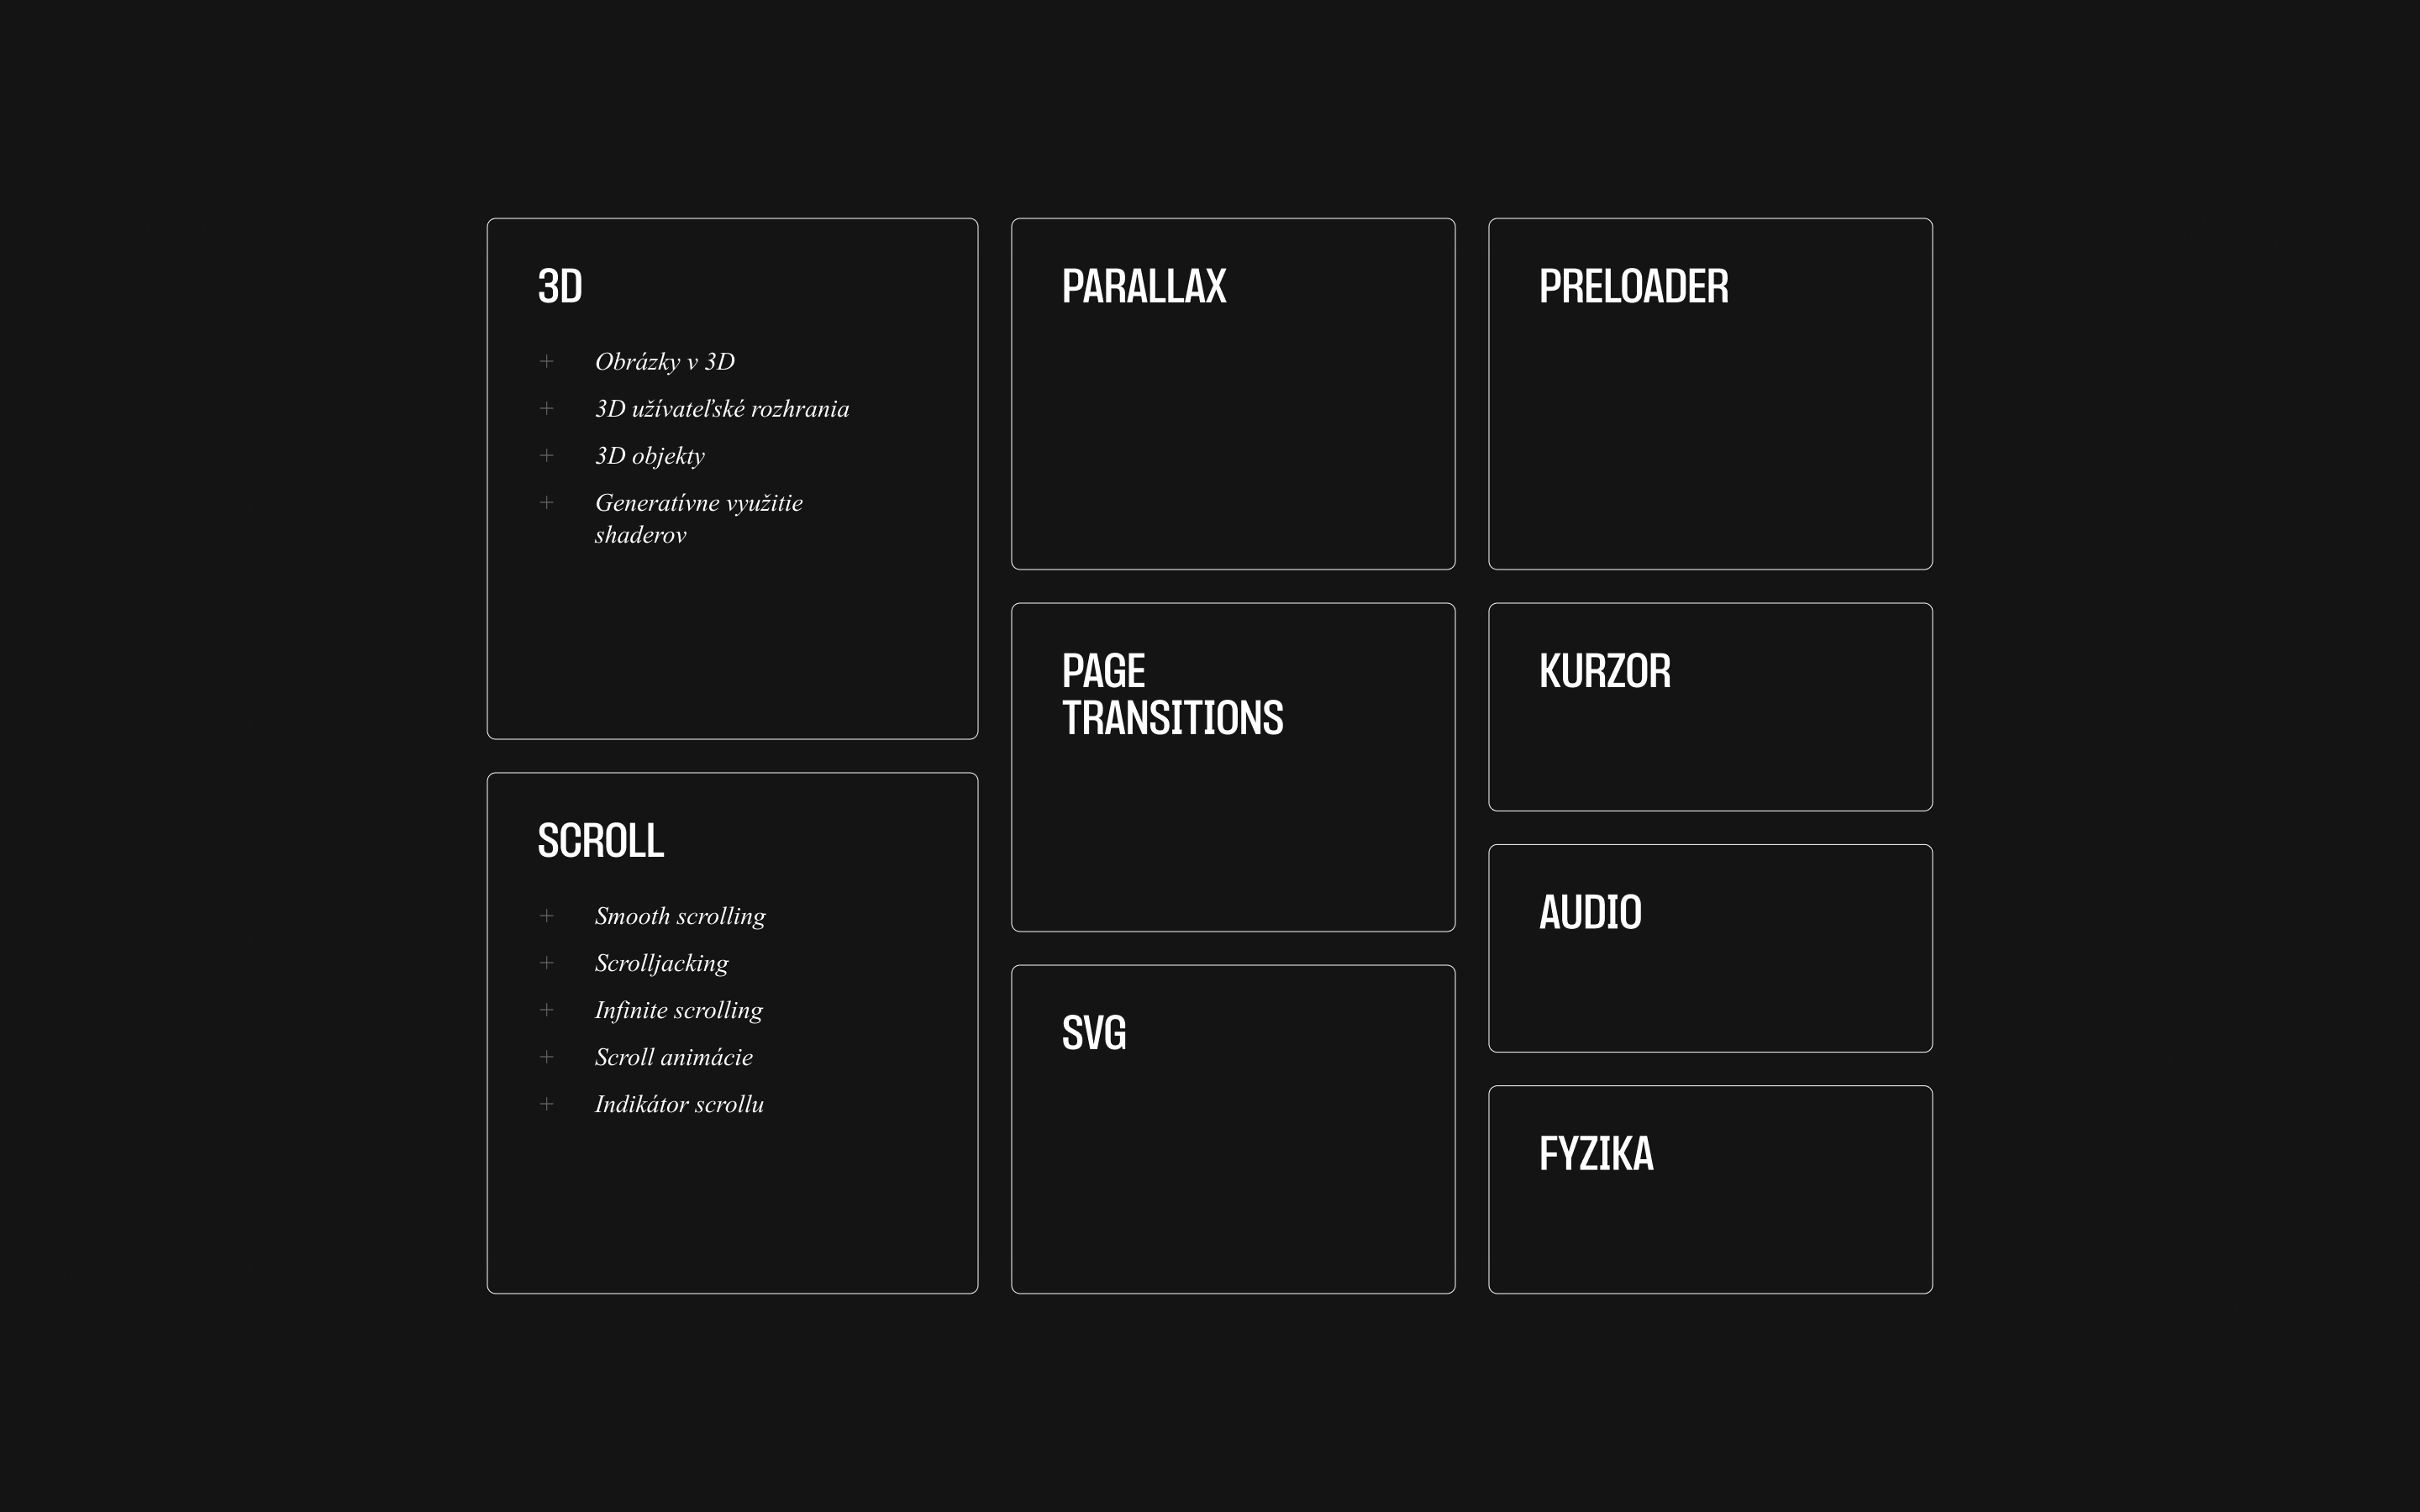 3D
+ Obrázky v 3D
+ 3D užívateľské rozhrania
+ 3D objekty
+ Generatívne využitie
shaderov
SCROLL
+ Smooth scrolling
+ Scrolljacking
+ Infinite scrolling
+ Scroll animácie
+ Indikátor scrollu
PARALLAX
PAGE
TRANSITIONS
SVG
PRELOADER
KURZOR
AUDIO
FYZIKA